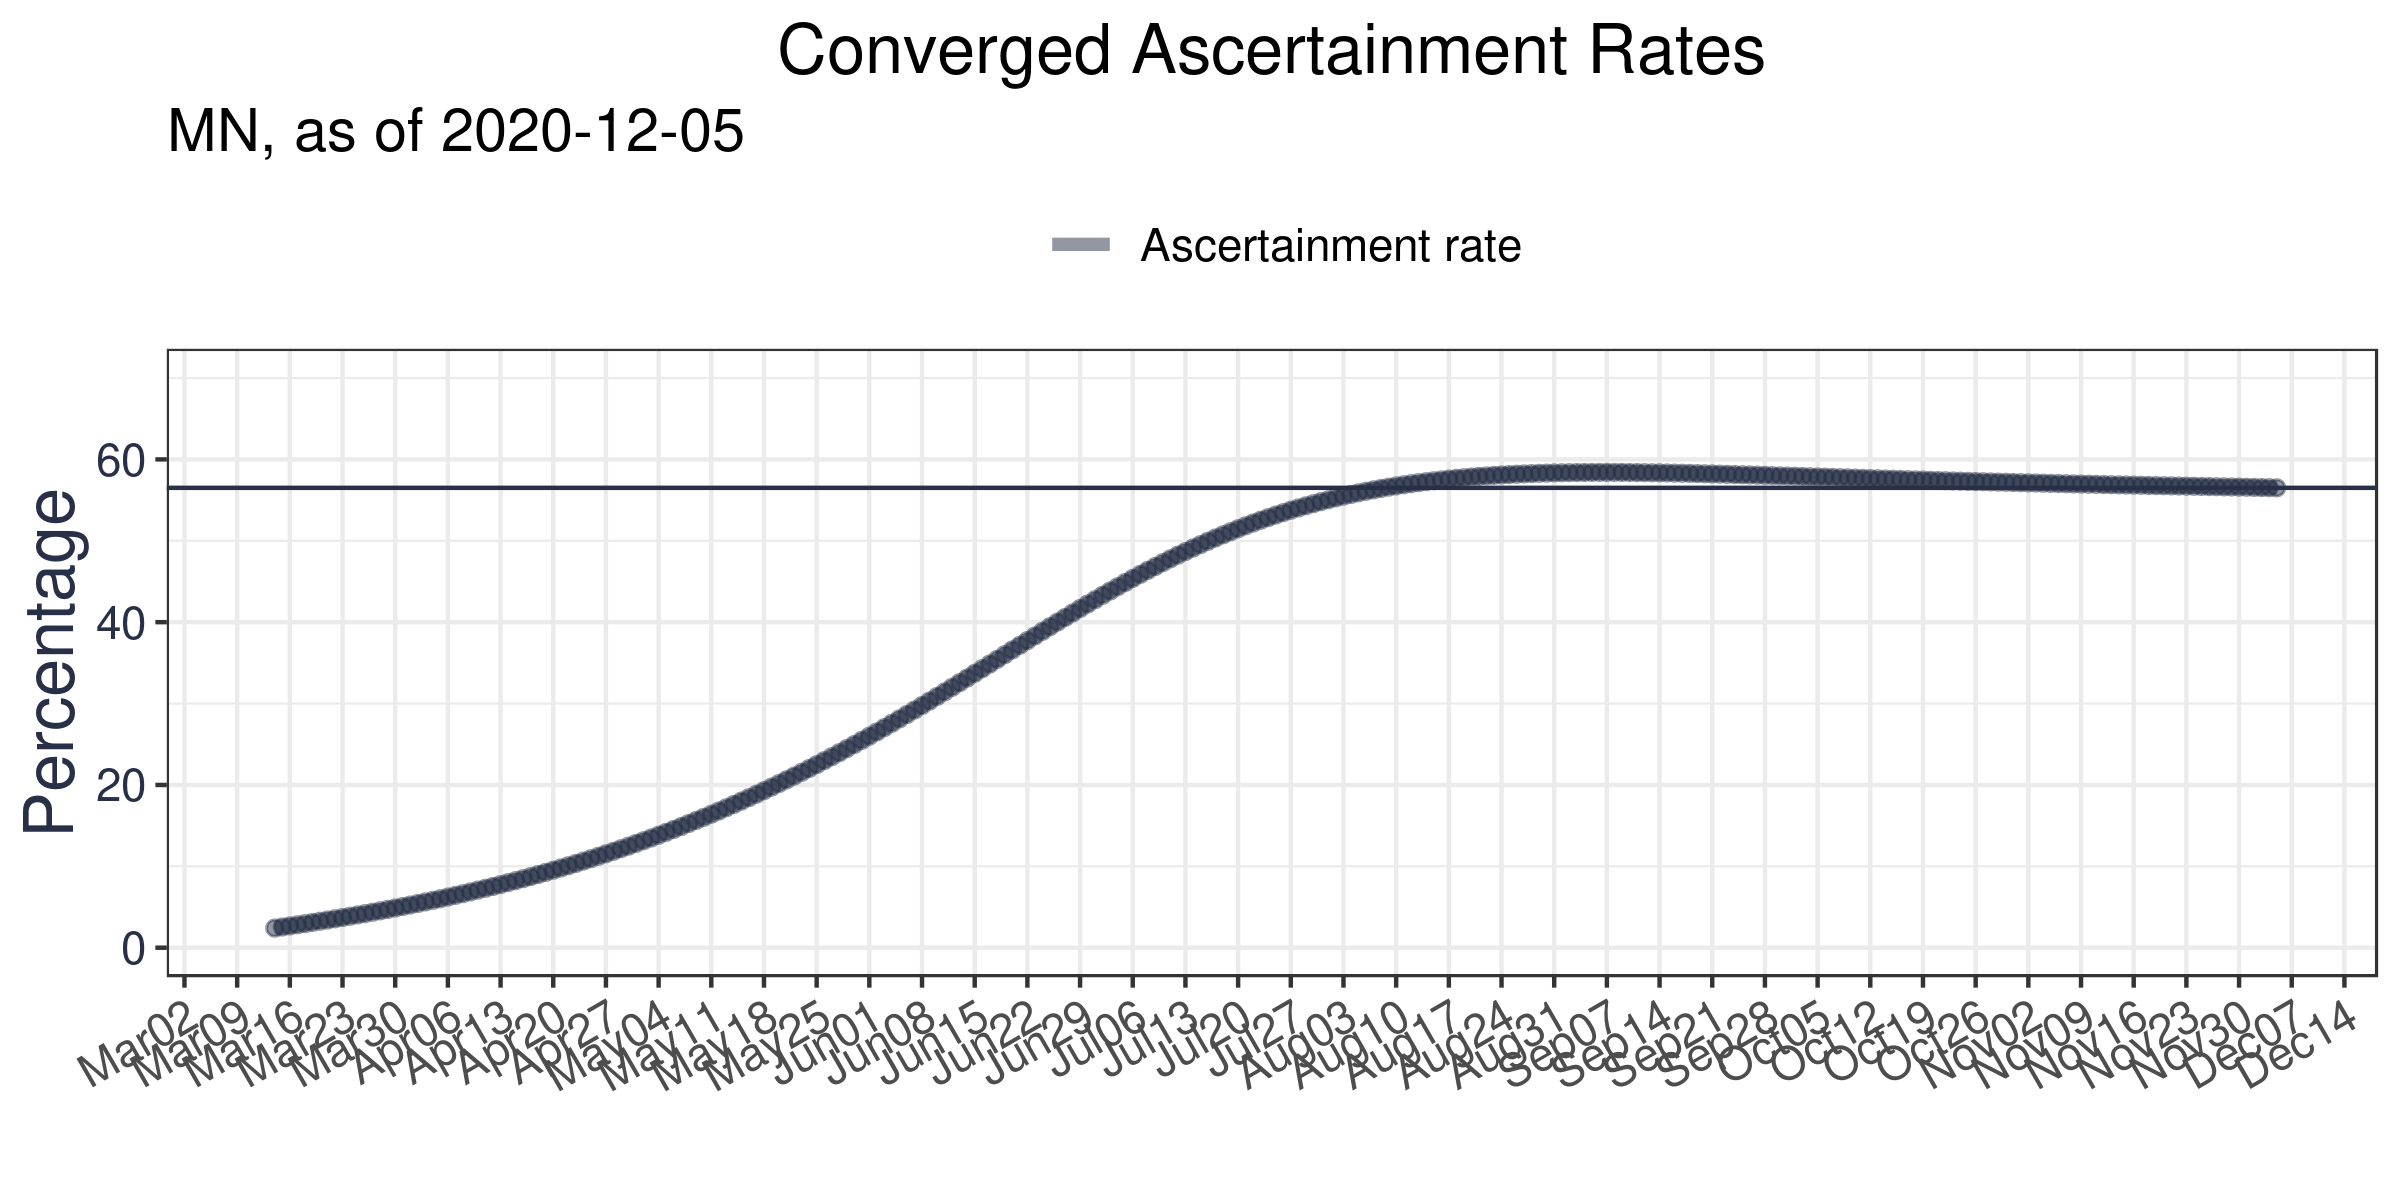 Converged Ascertainment Rates
MN, as of 2020-12-05
Ascertainment rate
Percentage
60
40
20
0
Mar02
Mar09
Mar16
Mar23
Mar30
Apr06
Apr13
Apr20
Apr27
May04
May11
May18
May25
Jun01
Jun08
Jun15
Jun22
Jun29
Jul06
Jul13
Jul20
Jul27
Aug03
Aug10
Aug17
Aug24
Aug31
Sep07
Sep14
Sep21
Sep28
Oct05
Oct12
Oct19
Oct26
Nov02
Nov09
Nov16
Nov23
Nov30
Dec07
Dec14